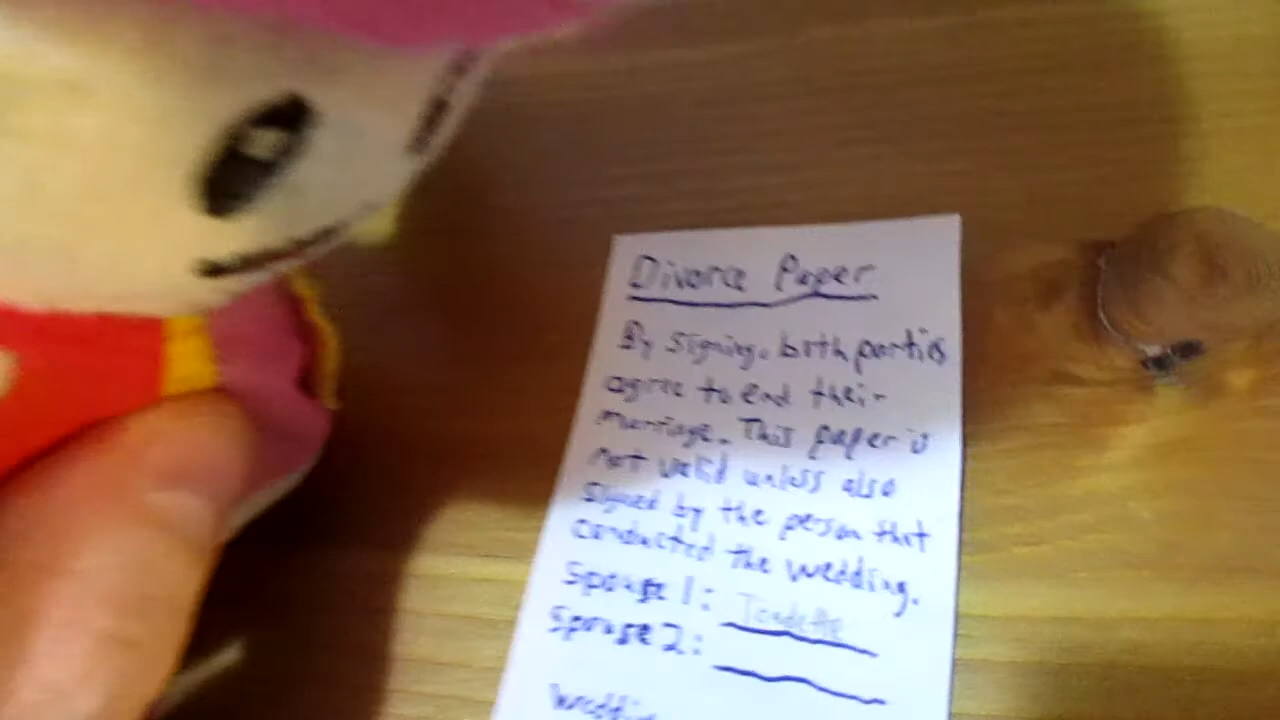 Divorce Paper
By signing, both parties
agree to end their
marriage. This paper is
not valid unless also
signed by the person that
conducted the wedding.
Spouse 1: Toadette
Spouse 2: